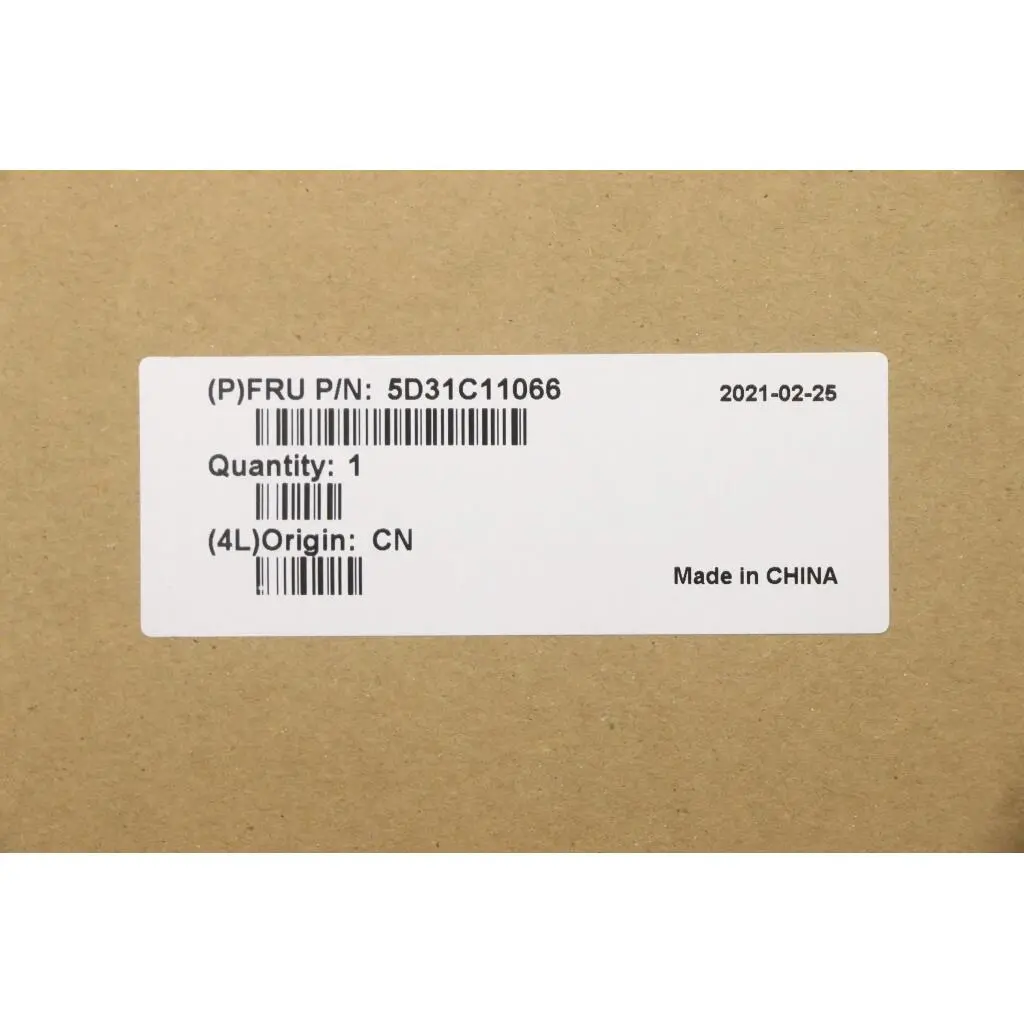 (P)FRU P/N: 5D31C11066
2021-02-25
Quantity: 1
(4L)Origin: CN
Made in CHINA